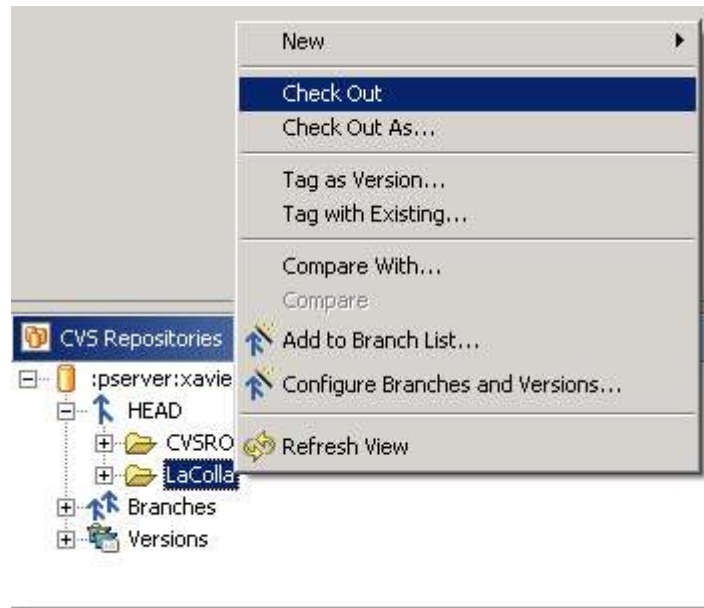 New
Check Out
Check Out As...
Tag as Version...
Tag with Existing...
Compare With...
Compare
Add to Branch List...
Configure Branches and Versions...
Refresh View
CVS Repositories
:pserver:xavie
HEAD
CVSRO
LaColla
Branches
Versions